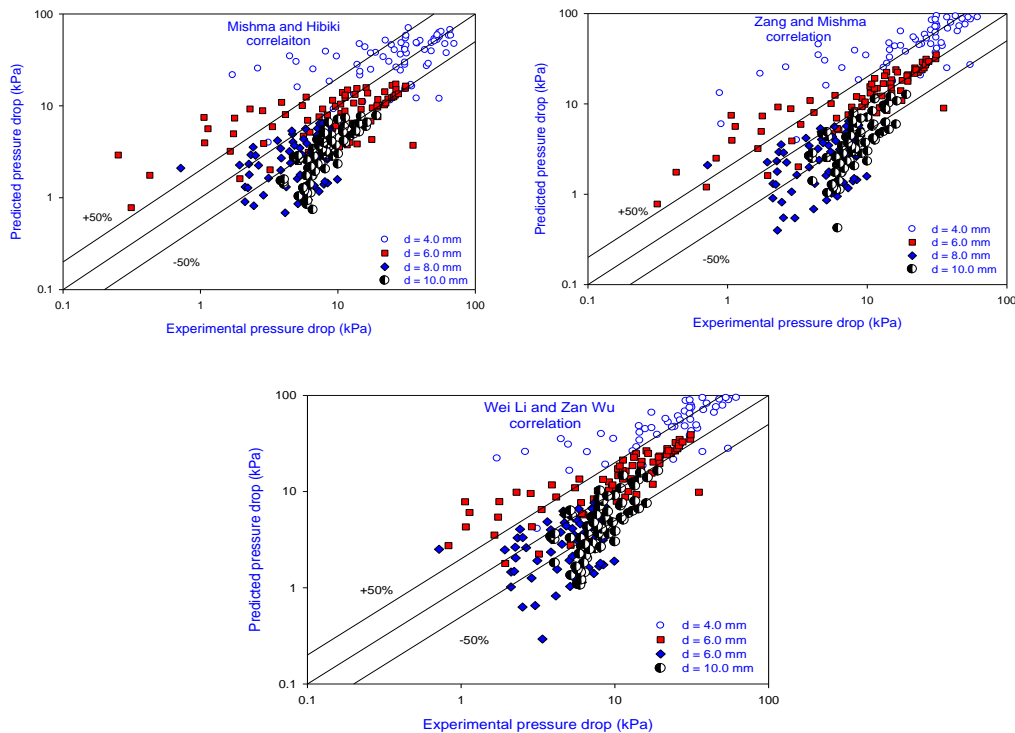 Mishma and Hibiki
correlaiton
Predicted pressure drop (kPa)
100
10
1
0.1
+50%
-50%
d = 4.0 mm
d = 6.0 mm
d = 8.0 mm
d = 10.0 mm
0.1
1
10
100
Experimental pressure drop (kPa)
Zang and Mishma
correlation
Predicted pressure drop (kPa)
100
10
1
0.1
+50%
-50%
d = 4.0 mm
d = 6.0 mm
d = 8.0 mm
d = 10.0 mm
0.1
1
10
100
Experimental pressure drop (kPa)
Wei Li and Zan Wu
correlation
Predicted pressure drop (kPa)
100
10
1
0.1
+50%
-50%
d = 4.0 mm
d = 6.0 mm
d = 6.0 mm
d = 10.0 mm
0.1
1
10
100
Experimental pressure drop (kPa)